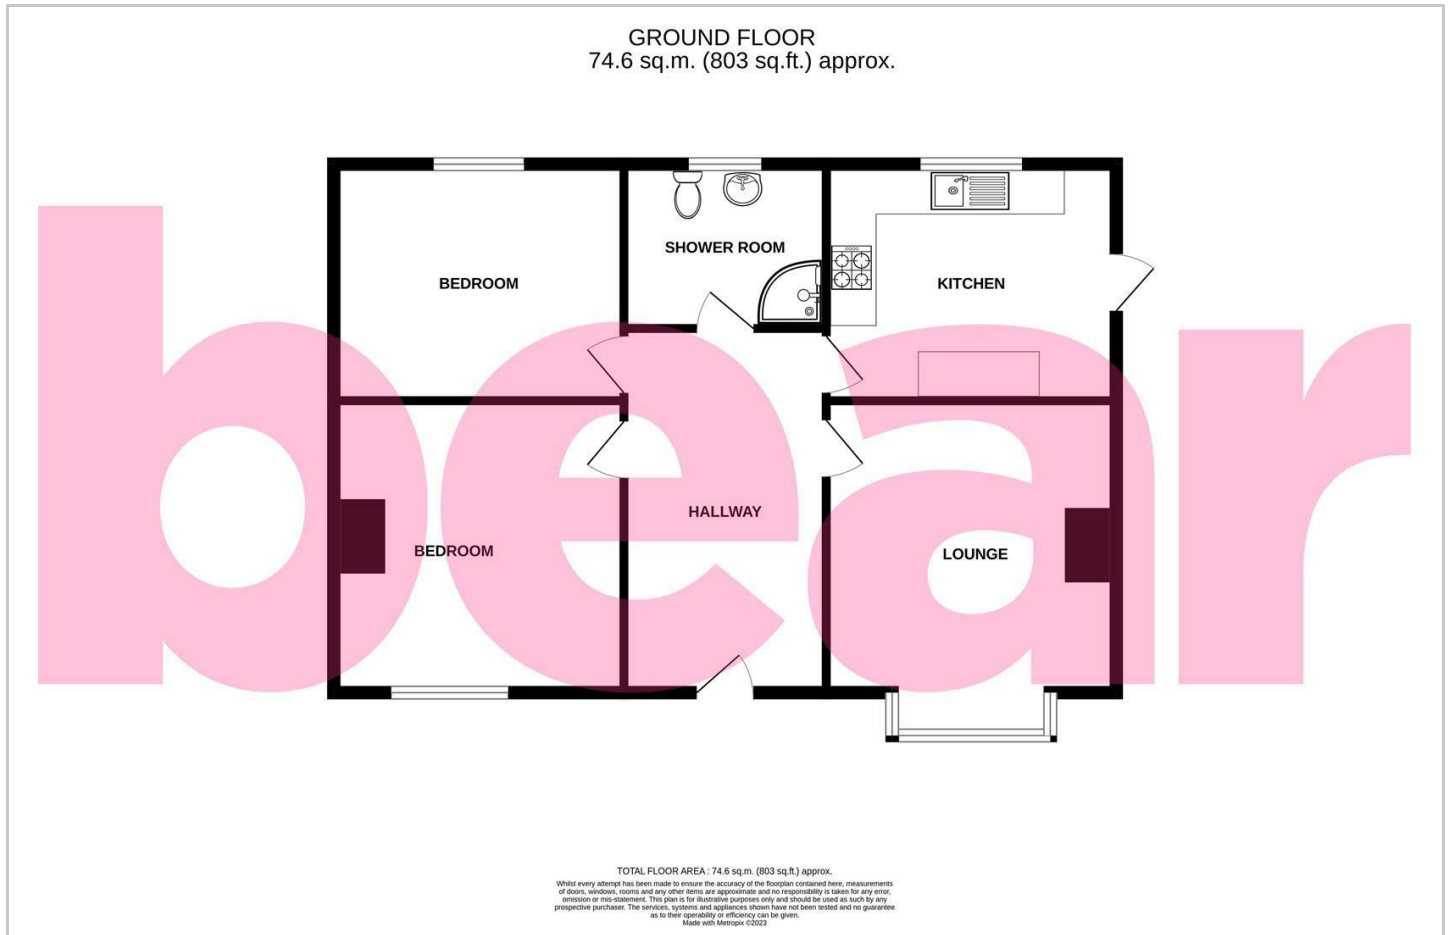 GROUND FLOOR
74.6 sq.m. (803 sq.ft.) approx.
SHOWER ROOM
BEDROOM
KITCHEN
HALLWAY
BEDROOM
LOUNGE
bear
TOTAL FLOOR AREA : 74.6 sq.m. (803 sq.ft.) approx.
Whilst every attempt has been made to ensure the accuracy of the floorplan contained here, measurements
of doors, windows, rooms and any other items are approximate and no responsibility is taken for any error,
omission or mis-statement. This plan is for illustrative purposes only and should be used as such by any
prospective purchaser. The services, systems and appliances shown have not been tested and no guarantee
as to their operability or efficiency can be given.
Made with Metropix ©2023